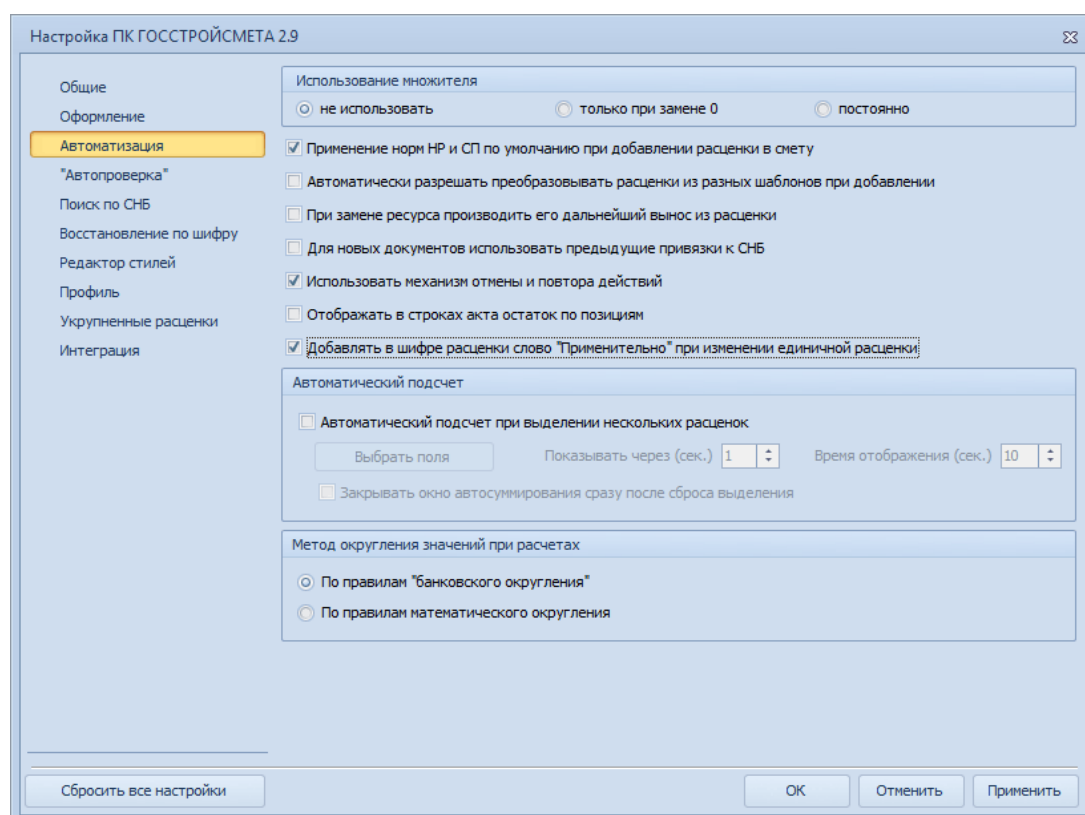 Настройка ПК ГОССТРОЙСМЕТА 2.9
Общие
Оформление
Автоматизация
"Автопроверка"
Поиск по СНБ
Восстановление по шифру
Редактор стилей
Профиль
Укрупненные расценки
Интеграция
Использование множителя
не использовать только при замене 0 постоянно
Применение норм НР и СП по умолчанию при добавлении расценки в смету
Автоматически разрешать преобразовывать расценки из разных шаблонов при добавлении
При замене ресурса производить его дальнейший вынос из расценки
Для новых документов использовать предыдущие привязки к СНБ
Использовать механизм отмены и повтора действий
Отображать в строках акта остаток по позициям
Добавлять в шифре расценки слово "Применительно" при изменении единичной расценки
Автоматический подсчет
Автоматический подсчет при выделении нескольких расценок
Выбрать поля Показывать через (сек.) 1 Время отображения (сек.) 10
Закрывать окно автосуммирования сразу после сброса выделения
Метод округления значений при расчетах
По правилам "банковского округления"
По правилам математического округления
Сбросить все настройки ОК Отменить Применить